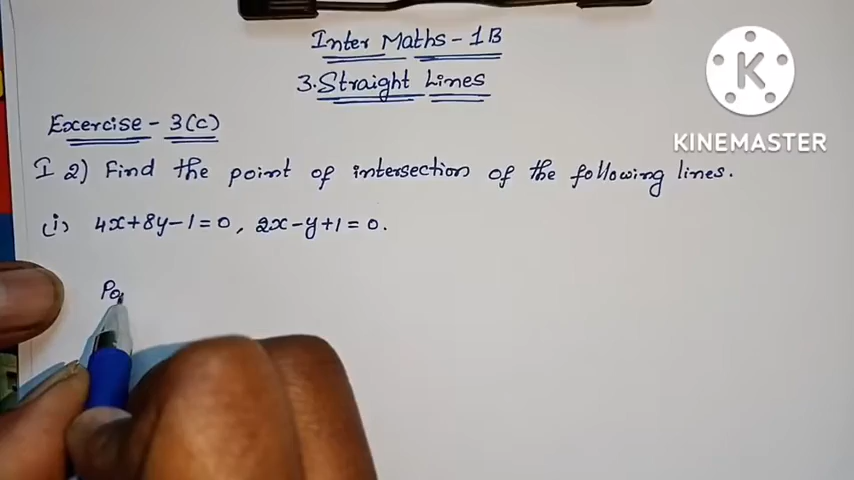 Inter Maths - 1B
3. Straight Lines
KINEMASTER
Exercise - 3(c)
I 2) Find the point of intersection of the following lines.
(i) 4x+8y-1=0, 2x-y+1=0.
Po